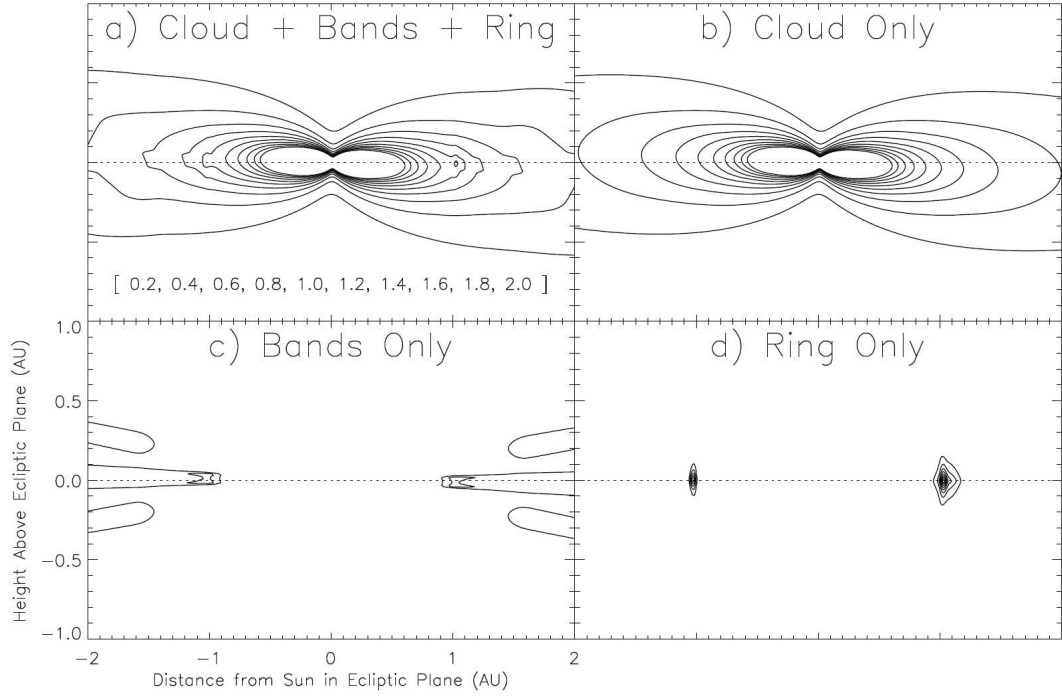 a) Cloud + Bands + Ring
b) Cloud Only
[ 0.2, 0.4, 0.6, 0.8, 1.0, 1.2, 1.4, 1.6, 1.8, 2.0 ]
c) Bands Only
d) Ring Only
Height Above Ecliptic Plane (AU)
1.0
0.5
0.0
−0.5
−1.0
−2
−1
0
1
2
Distance from Sun in Ecliptic Plane (AU)